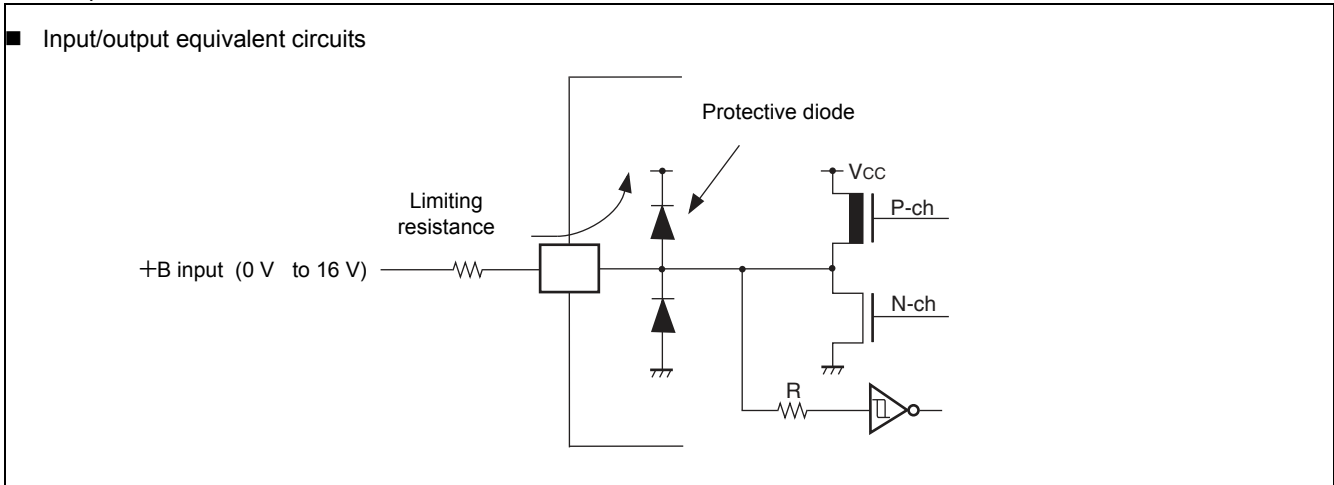 ■ Input/output equivalent circuits
Protective diode
Vcc
P-ch
Limiting
resistance
+B input (0 V to 16 V)
N-ch
R